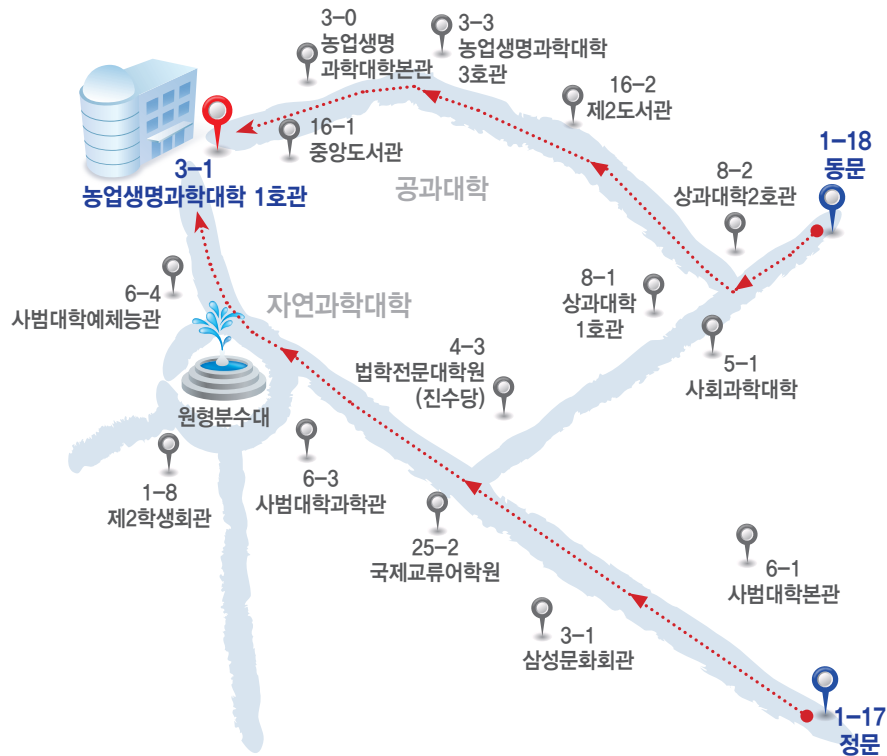 3-0
농업생명
과학대학본관
3-3
농업생명과학대학
3호관
16-2
제2도서관
1-18
동문
16-1
중앙도서관
3-1
농업생명과학대학 1호관
공과대학
8-2
상과대학2호관
6-4
사범대학예체능관
자연과학대학
8-1
상과대학
1호관
4-3
법학전문대학원
(진수당)
5-1
사회과학대학
원형분수대
1-8
제2학생회관
6-3
사범대학과학관
25-2
국제교류어학원
6-1
사범대학본관
3-1
삼성문화회관
1-17
정문